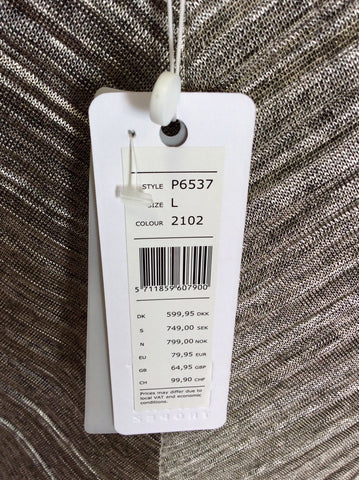 STYLE P6537
SIZE L
COLOUR 2102
5 711859 607900
DK 599,95 DKK
S 749,00 SEK
N 799,00 NOK
EU 79,95 EUR
GB 64,95 GBP
CH 99,90 CHF
Prices may differ due to
local VAT and economic
conditions.